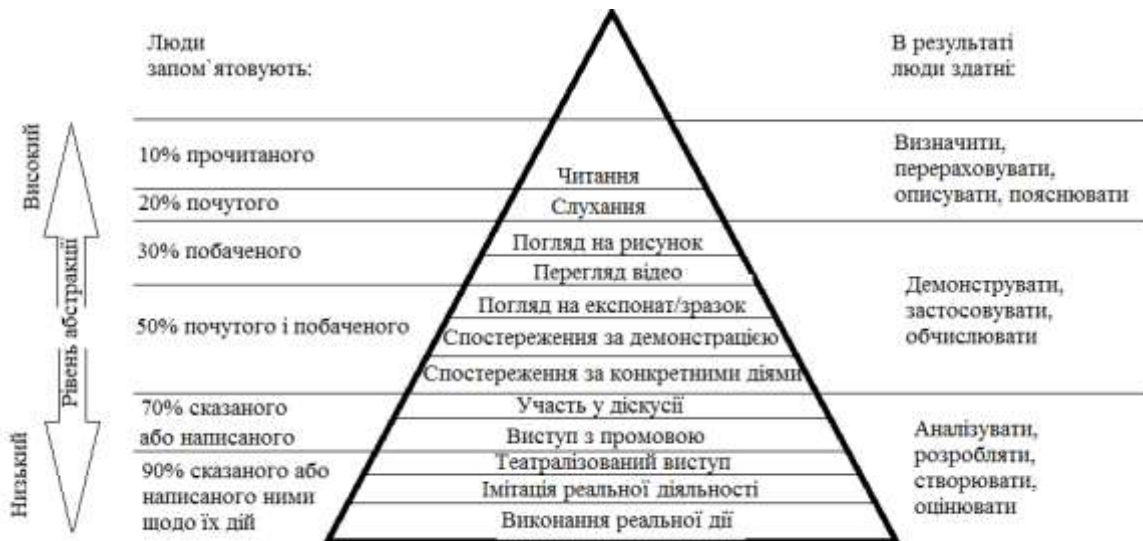 Люди
запом`ятовують:
В результаті
люди здатні:
Високий
Рівень абстракції
Низький
10% прочитаного
20% почутого
30% побаченого
50% почутого і побаченого
70% сказаного
або написаного
90% сказаного або
написаного ними
щодо їх дій
Читання
Слухання
Погляд на рисунок
Перегляд відео
Погляд на експонат/зразок
Спостереження за демонстрацією
Спостереження за конкретними діями
Участь у діскусії
Виступ з промовою
Театралізований виступ
Імітація реальної діяльності
Виконання реальної дії
Визначити,
перераховувати,
описувати, пояснювати
Демонструвати,
застосовувати,
обчислювати
Аналізувати,
розробляти,
створювати,
оцінювати